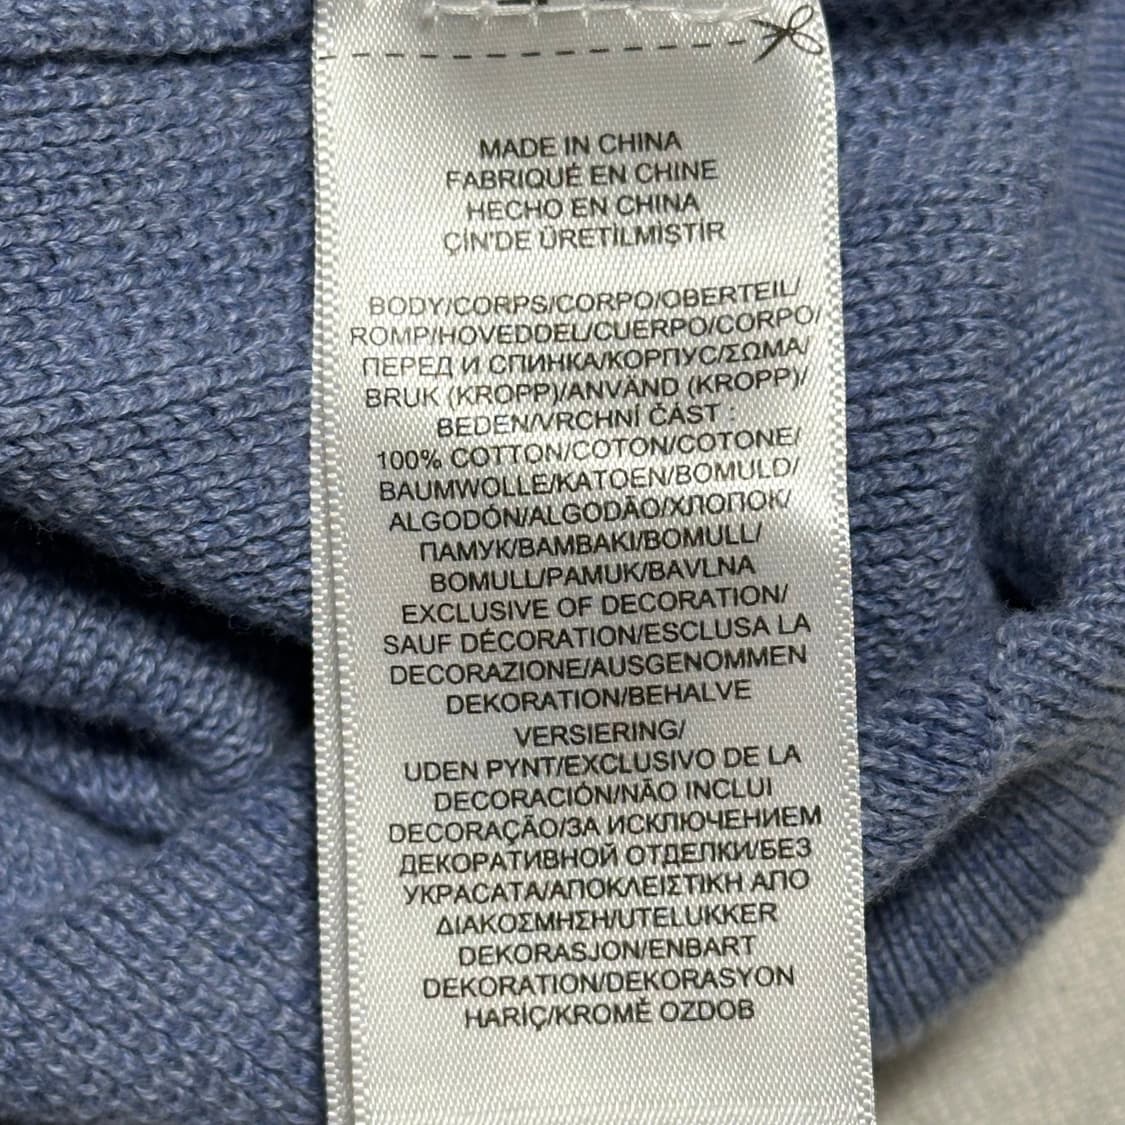 MADE IN CHINA
FABRIQUÉ EN CHINE
HECHO EN CHINA
ÇİN'DE ÜRETİLMİŞTİR
BODY/CORPS/CORPO/OBERTEIL/
ROMP/HOVEDDEL/CUERPO/CORPO/
ПЕРЕД И СПИНКА/КОРПУС/ΣΩΜΑ/
BRUK (KROPP)/ANVÄND (KROPP)/
BEDEN/VRCHNÍ ČÁST :
100% COTTON/COTON/COTONE/
BAUMWOLLE/KATOEN/BOMULD/
ALGODÓN/ALGODÃO/ХЛОПОК/
ПАМУК/BAMBAKI/BOMULL/
BOMULL/PAMUK/BAVLNA
EXCLUSIVE OF DECORATION/
SAUF DÉCORATION/ESCLUSA LA
DECORAZIONE/AUSGENOMMEN
DEKORATION/BEHALVE
VERSIERING/
UDEN PYNT/EXCLUSIVO DE LA
DECORACIÓN/NÃO INCLUI
DECORAÇÃO/ЗА ИСКЛЮЧЕНИЕМ
ДЕКОРАТИВНОЙ ОТДЕЛКИ/БЕЗ
УКРАСАТА/ΑΠΟΚΛΕΙΣΤΙΚΗ ΑΠΟ
ΔΙΑΚΟΣΜΗΣΗ/UTELUKKER
DEKORASJON/ENBART
DEKORATION/DEKORASYON
HARİÇ/KROMĚ OZDOB